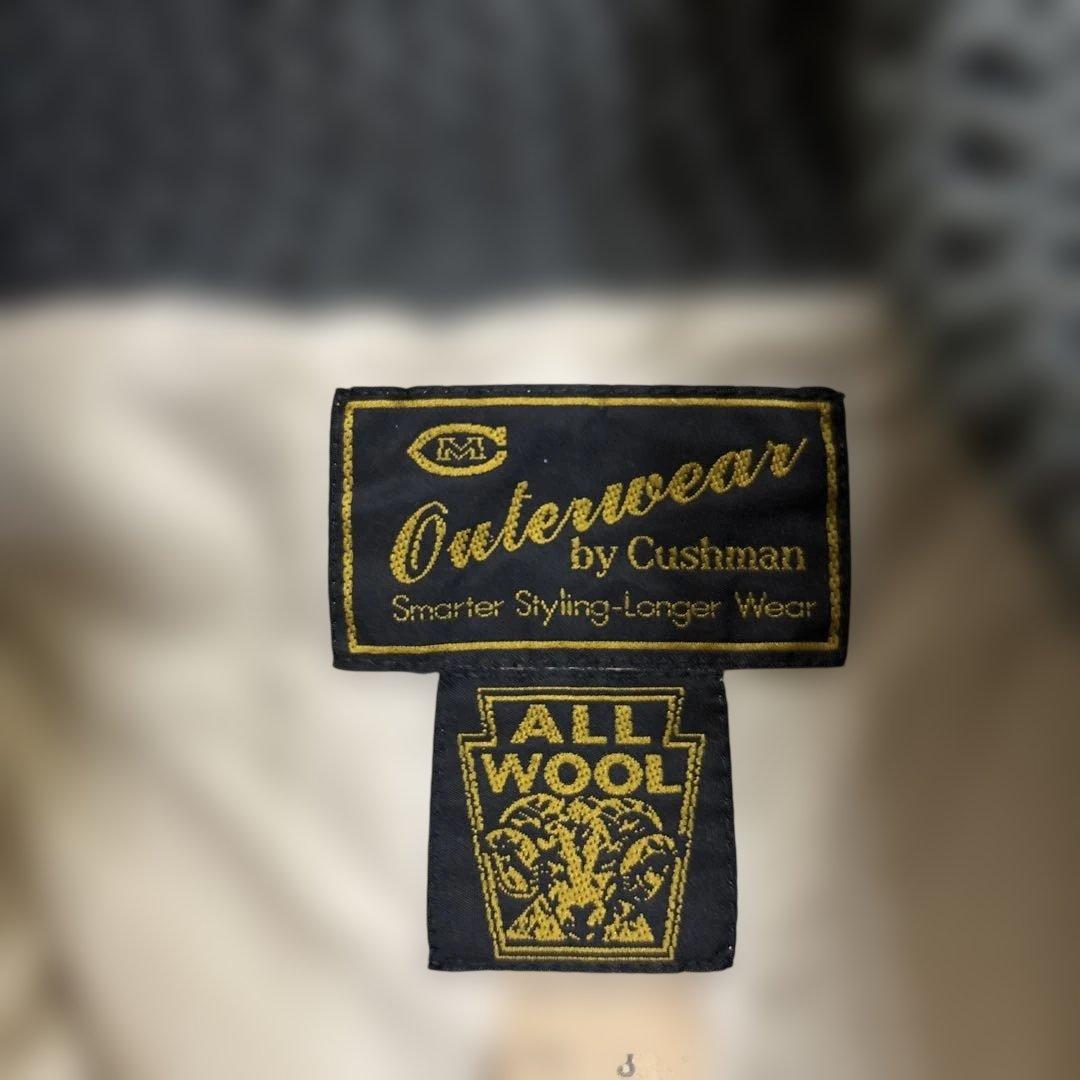 CM
Outerwear
by Cushman
Smarter Styling-Longer Wear
ALL
WOOL